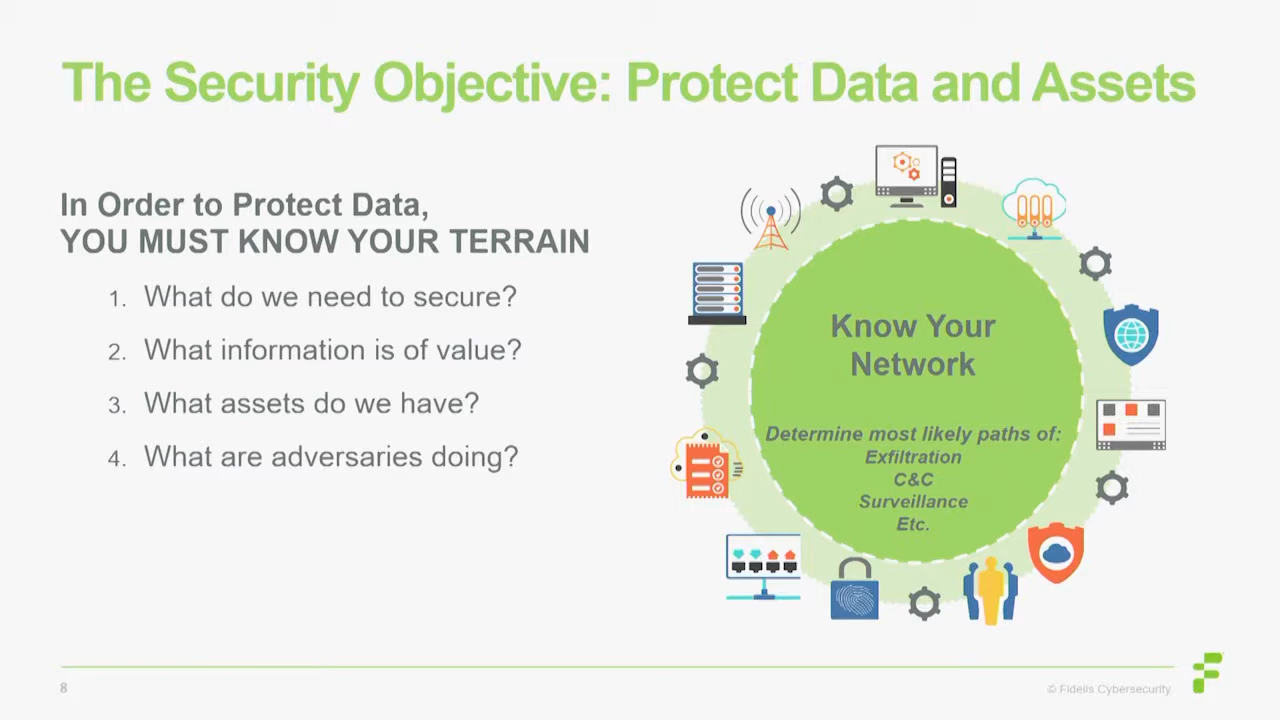 The Security Objective: Protect Data and Assets
In Order to Protect Data,
YOU MUST KNOW YOUR TERRAIN
1. What do we need to secure?
2. What information is of value?
3. What assets do we have?
4. What are adversaries doing?
Know Your
Network
Determine most likely paths of:
Exfiltration
C&C
Surveillance
Etc.
8
© Fidelis Cybersecurity